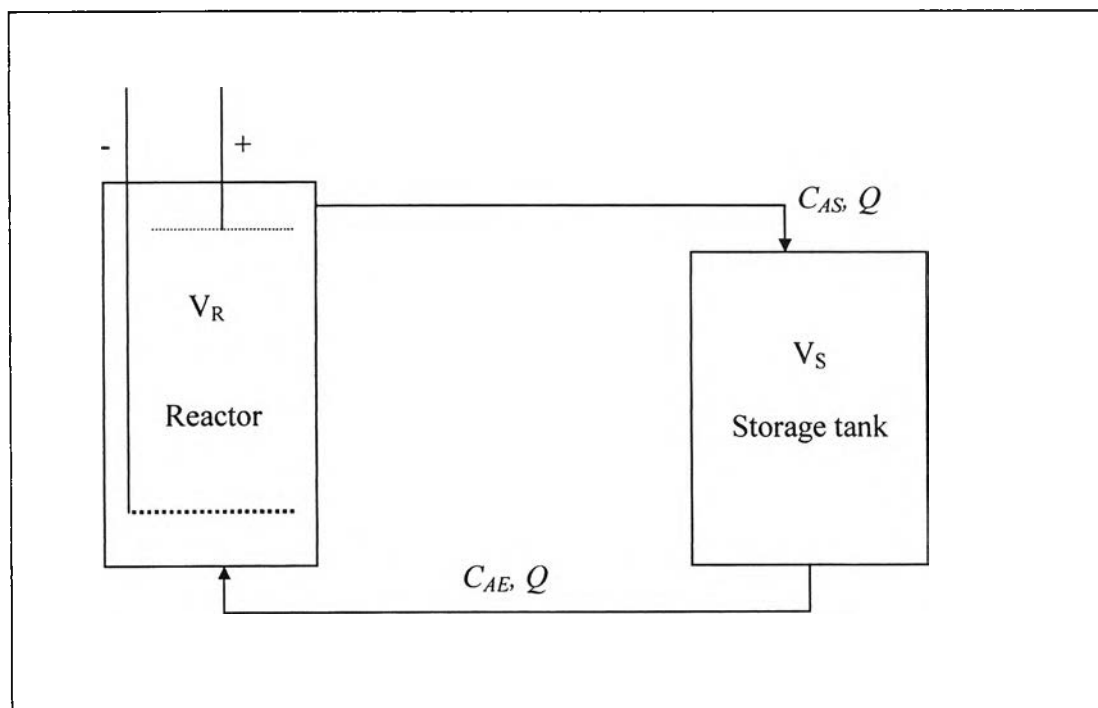 - +
C_AS, Q
V_R
V_S
Reactor
Storage tank
C_AE, Q